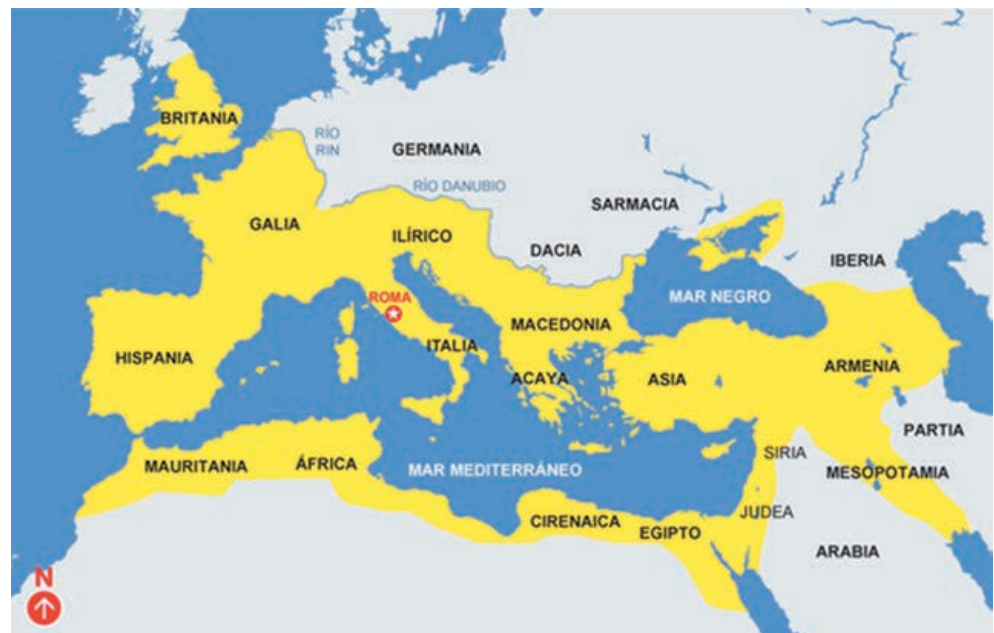 BRITANIA
RÍO
RIN
GERMANIA
RÍO DANUBIO
SARMACIA
GALIA
ILÍRICO
DACIA
IBERIA
ROMA
MAR NEGRO
MACEDONIA
ITALIA
HISPANIA
ACAYA
ASIA
ARMENIA
PARTIA
SIRIA
MAURITANIA
ÁFRICA
MAR MEDITERRÁNEO
MESOPOTAMIA
JUDEA
CIRENAICA
EGIPTO
ARABIA
N